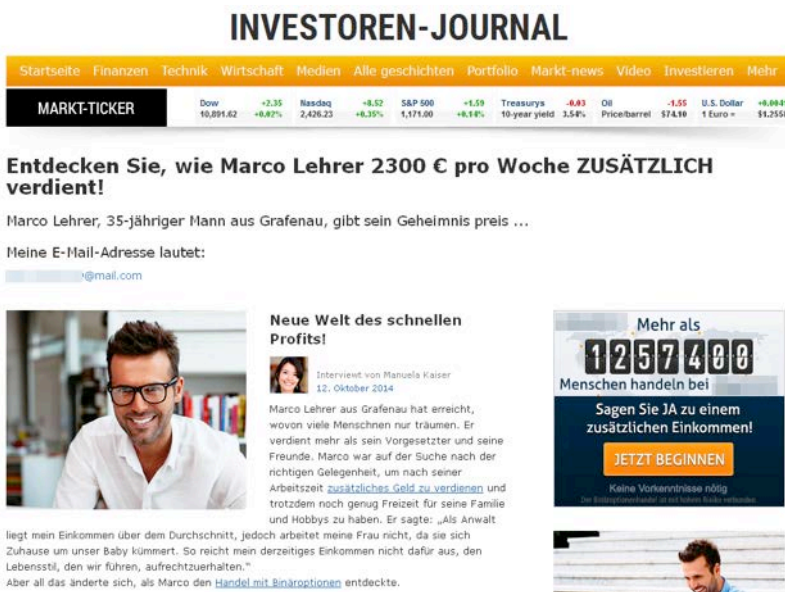 INVESTOREN-JOURNAL
Startseite Finanzen Technik Wirtschaft Medien Alle geschichten Portfolio Markt-news Video Investieren Mehr
MARKT-TICKER
Dow +2.35 Nasdaq +8.52 S&P 500 +1.59 Treasurys -0.03 Oil -1.55 U.S. Dollar +0.004
10,891.62 +0.02% 2,426.23 +0.35% 1,171.00 +0.14% 10-year yield 3.54% Price/barrel $74.10 1 Euro = $1.255
Entdecken Sie, wie Marco Lehrer 2300 € pro Woche ZUSÄTZLICH
verdient!
Marco Lehrer, 35-jähriger Mann aus Grafenau, gibt sein Geheimnis preis ...
Meine E-Mail-Adresse lautet:
@mail.com
Neue Welt des schnellen
Profits!
Interviewt von Manuela Kaiser
12. Oktober 2014
Marco Lehrer aus Grafenau hat erreicht,
wovon viele Menschnen nur träumen. Er
verdient mehr als sein Vorgesetzter und seine
Freunde. Marco war auf der Suche nach der
richtigen Gelegenheit, um nach seiner
Arbeitszeit zusätzliches Geld zu verdienen und
trotzdem noch genug Freizeit für seine Familie
und Hobbys zu haben. Er sagte: „Als Anwalt
liegt mein Einkommen über dem Durchschnitt, jedoch arbeitet meine Frau nicht, da sie sich
Zuhause um unser Baby kümmert. So reicht mein derzeitiges Einkommen nicht dafür aus, den
Lebensstil, den wir führen, aufrechtzuerhalten."
Aber all das änderte sich, als Marco den Handel mit Binäroptionen entdeckte.
Mehr als
1257400
Menschen handeln bei
Sagen Sie JA zu einem
zusätzlichen Einkommen!
JETZT BEGINNEN
Keine Vorkenntnisse nötig
Der Binäroptionenhandel ist mit hohem Risiko verbunden